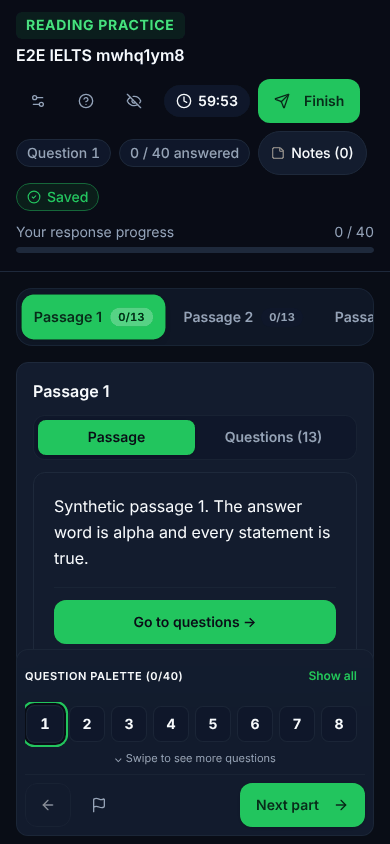 READING PRACTICE
E2E IELTS mwhq1ym8
59:53
Finish
Question 1
0 / 40 answered
Notes (0)
Saved
Your response progress
0 / 40
Passage 1 0/13
Passage 2 0/13
Passa
Passage 1
Passage
Questions (13)
Synthetic passage 1. The answer
word is alpha and every statement is
true.
Go to questions →
QUESTION PALETTE (0/40)
Show all
1 2 3 4 5 6 7 8
Swipe to see more questions
Next part →